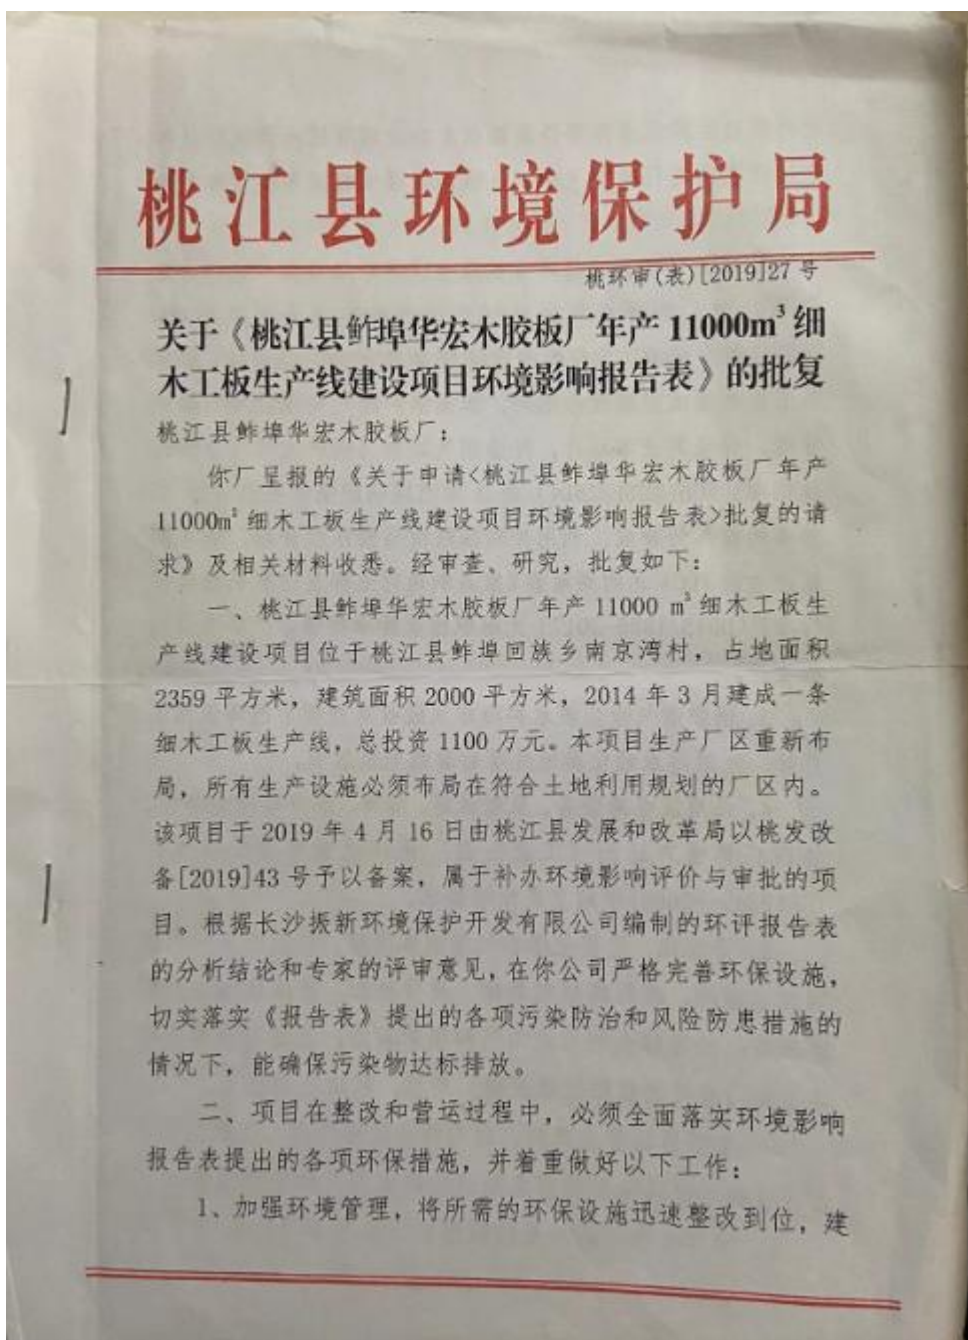 桃江县环境保护局
桃环审(表)[2019]27号
关于《桃江县鲊埠华宏木胶板厂年产11000m³细
木工板生产线建设项目环境影响报告表》的批复
桃江县鲊埠华宏木胶板厂：
你厂呈报的《关于申请<桃江县鲊埠华宏木胶板厂年产
11000m³细木工板生产线建设项目环境影响报告表>批复的请
求》及相关材料收悉。经审查、研究，批复如下：
一、桃江县鲊埠华宏木胶板厂年产11000 m³细木工板生
产线建设项目位于桃江县鲊埠回族乡南京湾村，占地面积
2359平方米，建筑面积2000平方米，2014年3月建成一条
细木工板生产线，总投资1100万元。本项目生产厂区重新布
局，所有生产设施必须布局在符合土地利用规划的厂区内。
该项目于2019年4月16日由桃江县发展和改革局以桃发改
备[2019]43号予以备案，属于补办环境影响评价与审批的项
目。根据长沙振新环境保护开发有限公司编制的环评报告表
的分析结论和专家的评审意见，在你公司严格完善环保设施，
切实落实《报告表》提出的各项污染防治和风险防患措施的
情况下，能确保污染物达标排放。
二、项目在整改和营运过程中，必须全面落实环境影响
报告表提出的各项环保措施，并着重做好以下工作：
1、加强环境管理，将所需的环保设施迅速整改到位，建